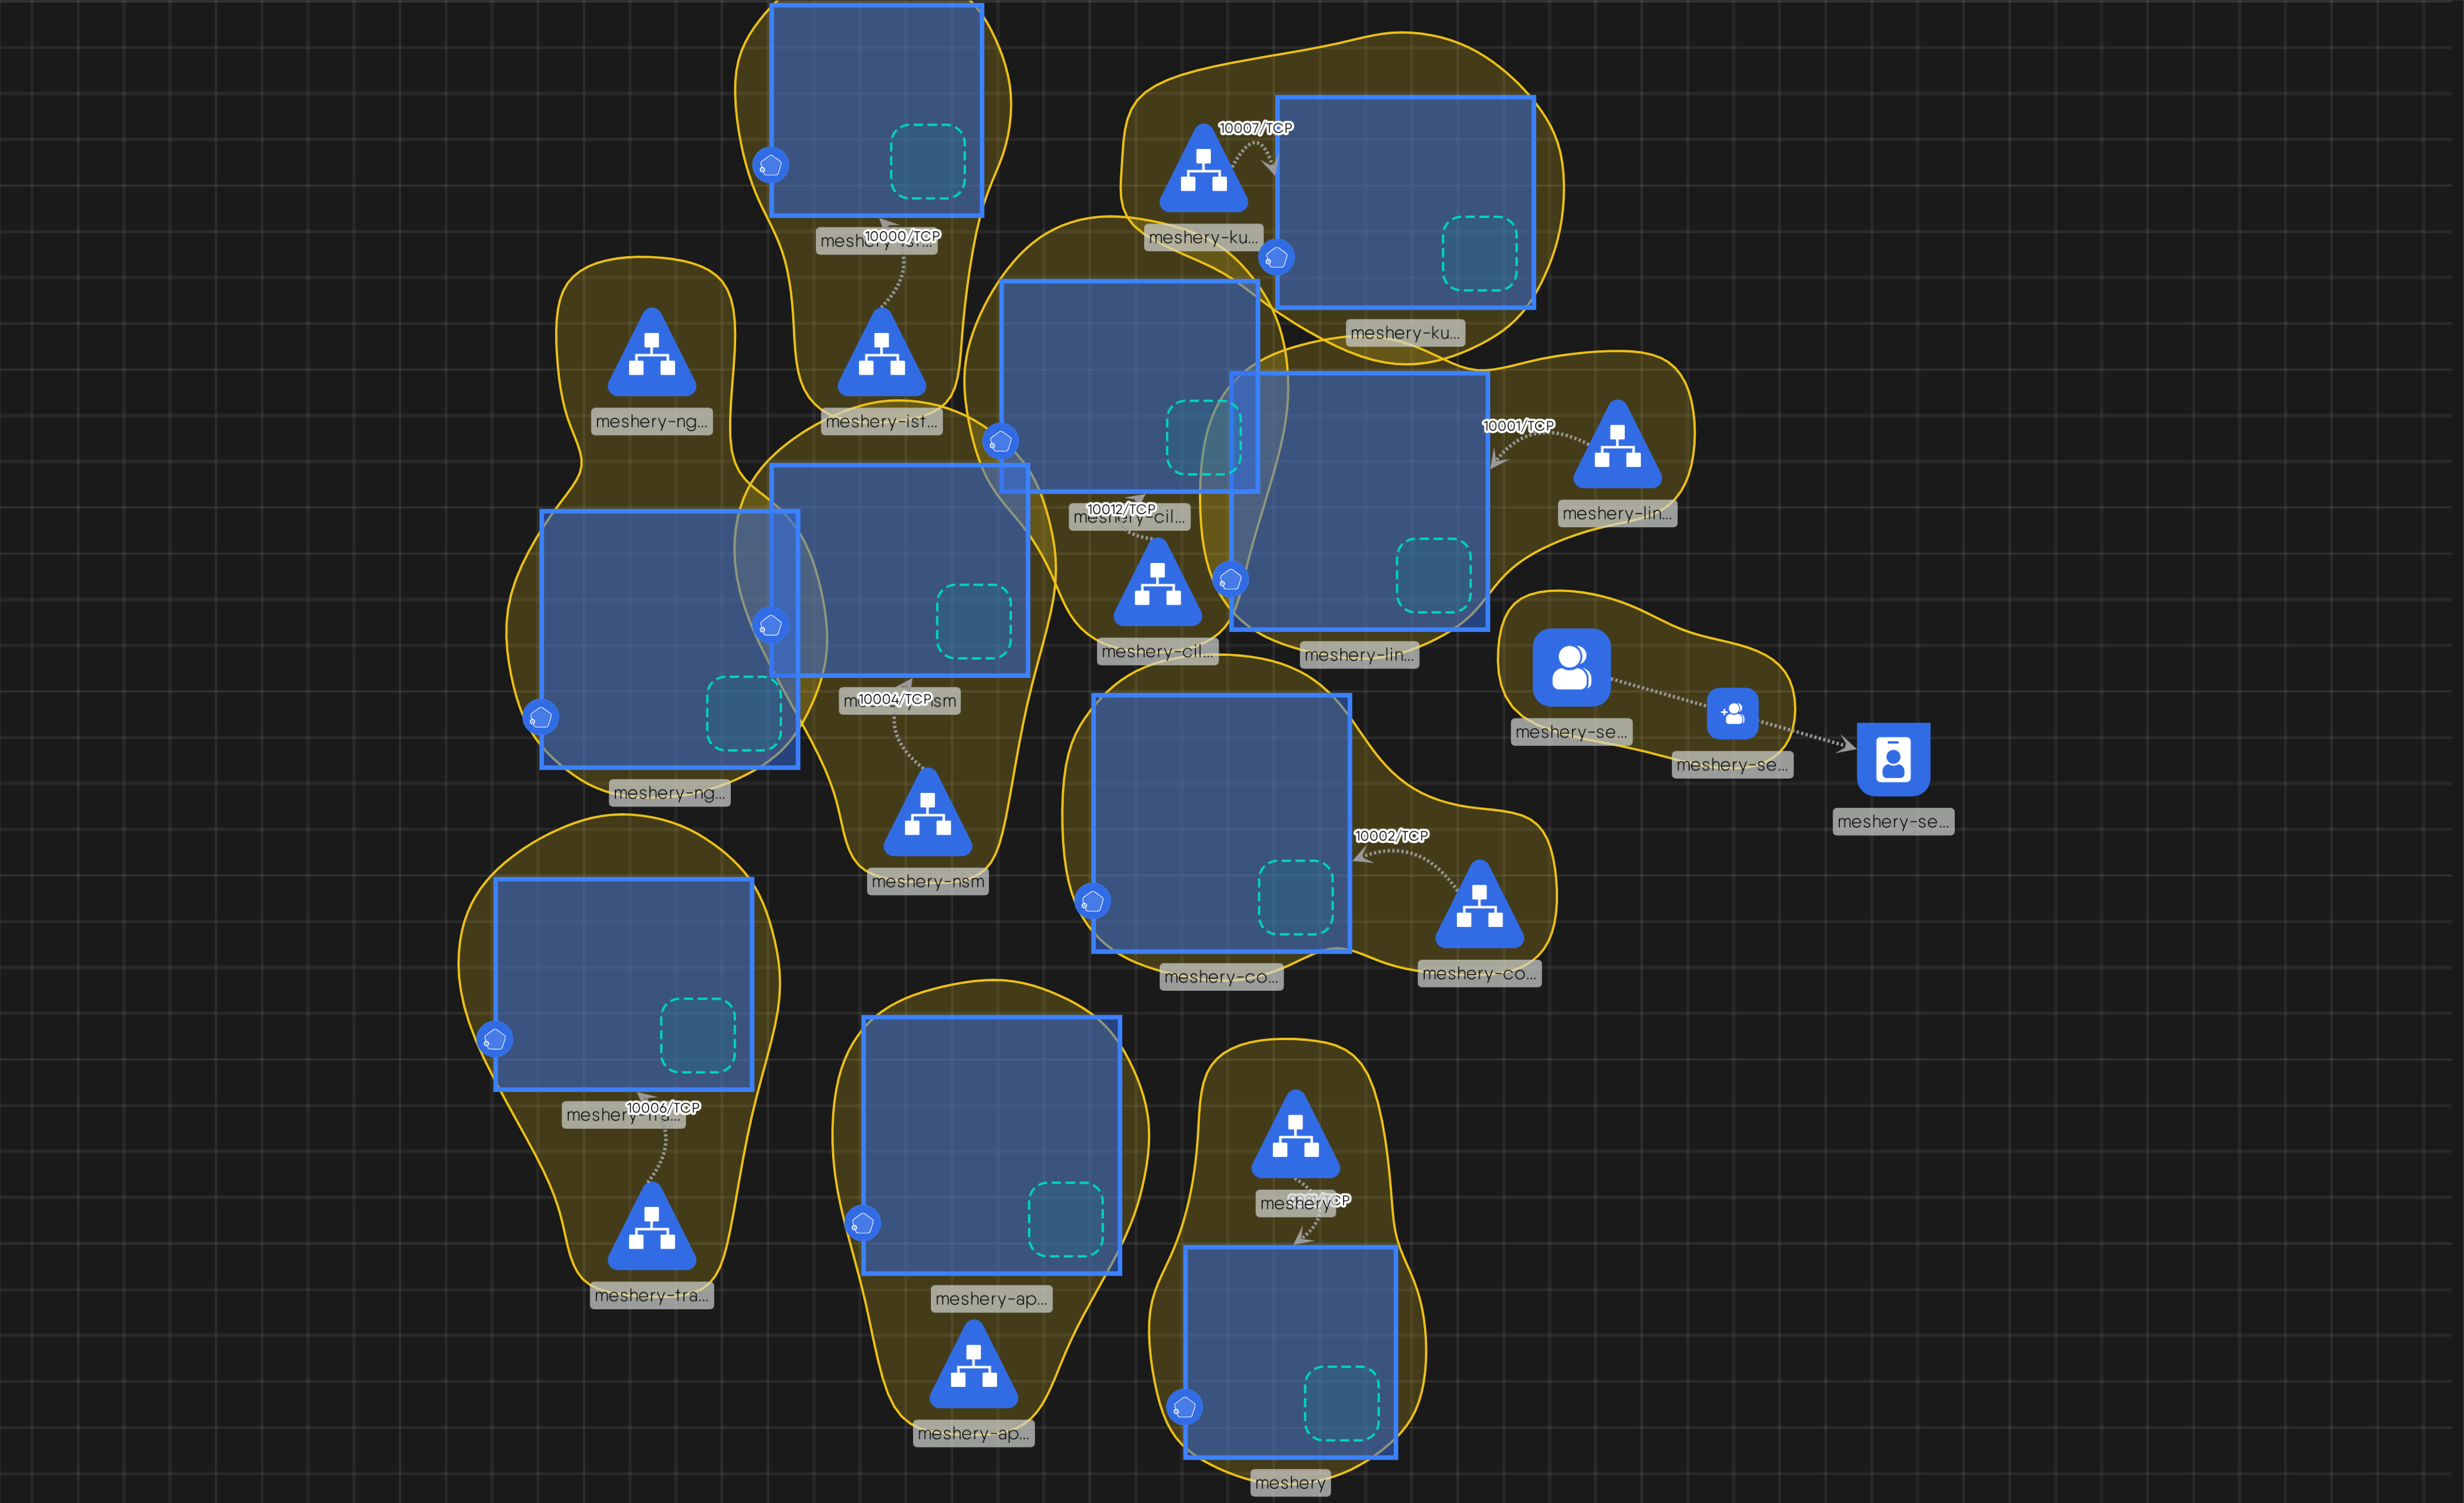 10007/TCP
meshery-ku...
10000/TCP
meshery-ku...
meshery-ng...
meshery-ist...
10001/TCP
meshery-lin...
10012/TCP
meshery-cil...
meshery-cil...
meshery-lin...
10004/TCP
meshery-se...
meshery-se...
meshery-ng...
meshery-se...
10002/TCP
meshery-nsm
meshery-co...
meshery-co...
10006/TCP
meshery-tra...
meshery-ap...
meshery
meshery-ap...
meshery